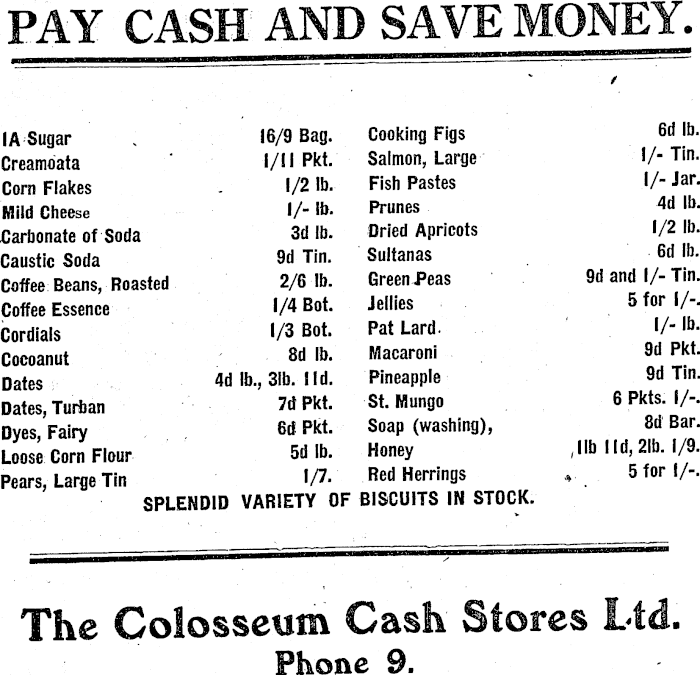 PAY CASH AND SAVE MONEY.
1A Sugar 16/9 Bag.
Creamoata 1/11 Pkt.
Corn Flakes 1/2 lb.
Mild Cheese 1/- lb.
Carbonate of Soda 3d lb.
Caustic Soda 9d Tin.
Coffee Beans, Roasted 2/6 lb.
Coffee Essence 1/4 Bot.
Cordials 1/3 Bot.
Cocoanut 8d lb.
Dates 4d lb., 3lb. 11d.
Dates, Turban 7d Pkt.
Dyes, Fairy 6d Pkt.
Loose Corn Flour 5d lb.
Pears, Large Tin 1/7.
Cooking Figs 6d lb.
Salmon, Large 1/- Tin.
Fish Pastes 1/- Jar.
Prunes 4d lb.
Dried Apricots 1/2 lb.
Sultanas 6d lb.
Green Peas 9d and 1/- Tin.
Jellies 5 for 1/-.
Pat Lard. 1/- lb.
Macaroni 9d Pkt.
Pineapple 9d Tin.
St. Mungo 6 Pkts. 1/-.
Soap (washing), 8d Bar.
Honey 1lb 11d, 2lb. 1/9.
Red Herrings 5 for 1/-.
SPLENDID VARIETY OF BISCUITS IN STOCK.
The Colosseum Cash Stores Ltd.
Phone 9.